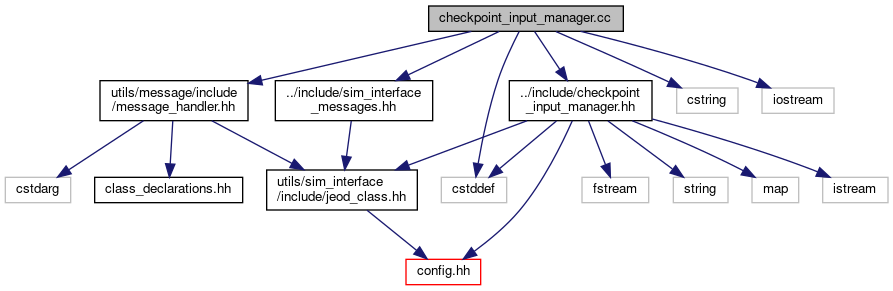 checkpoint_input_manager.cc
utils/message/include
/message_handler.hh
../include/sim_interface
_messages.hh
../include/checkpoint
_input_manager.hh
cstring
iostream
cstdarg
class_declarations.hh
utils/sim_interface
/include/jeod_class.hh
cstddef
fstream
string
map
istream
config.hh